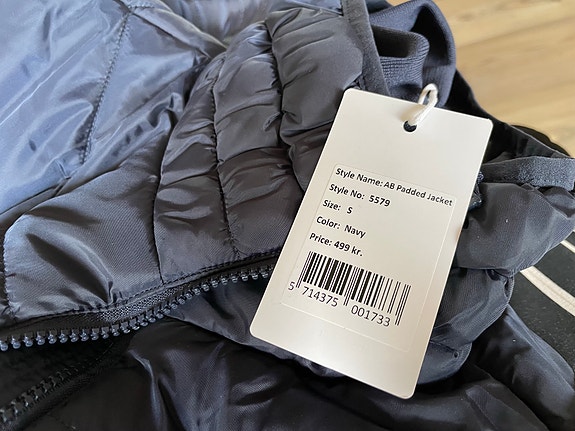 Style Name: AB Padded Jacket
Style No: 5579
Size: S
Color: Navy
Price: 499 kr.
5 714375 001733